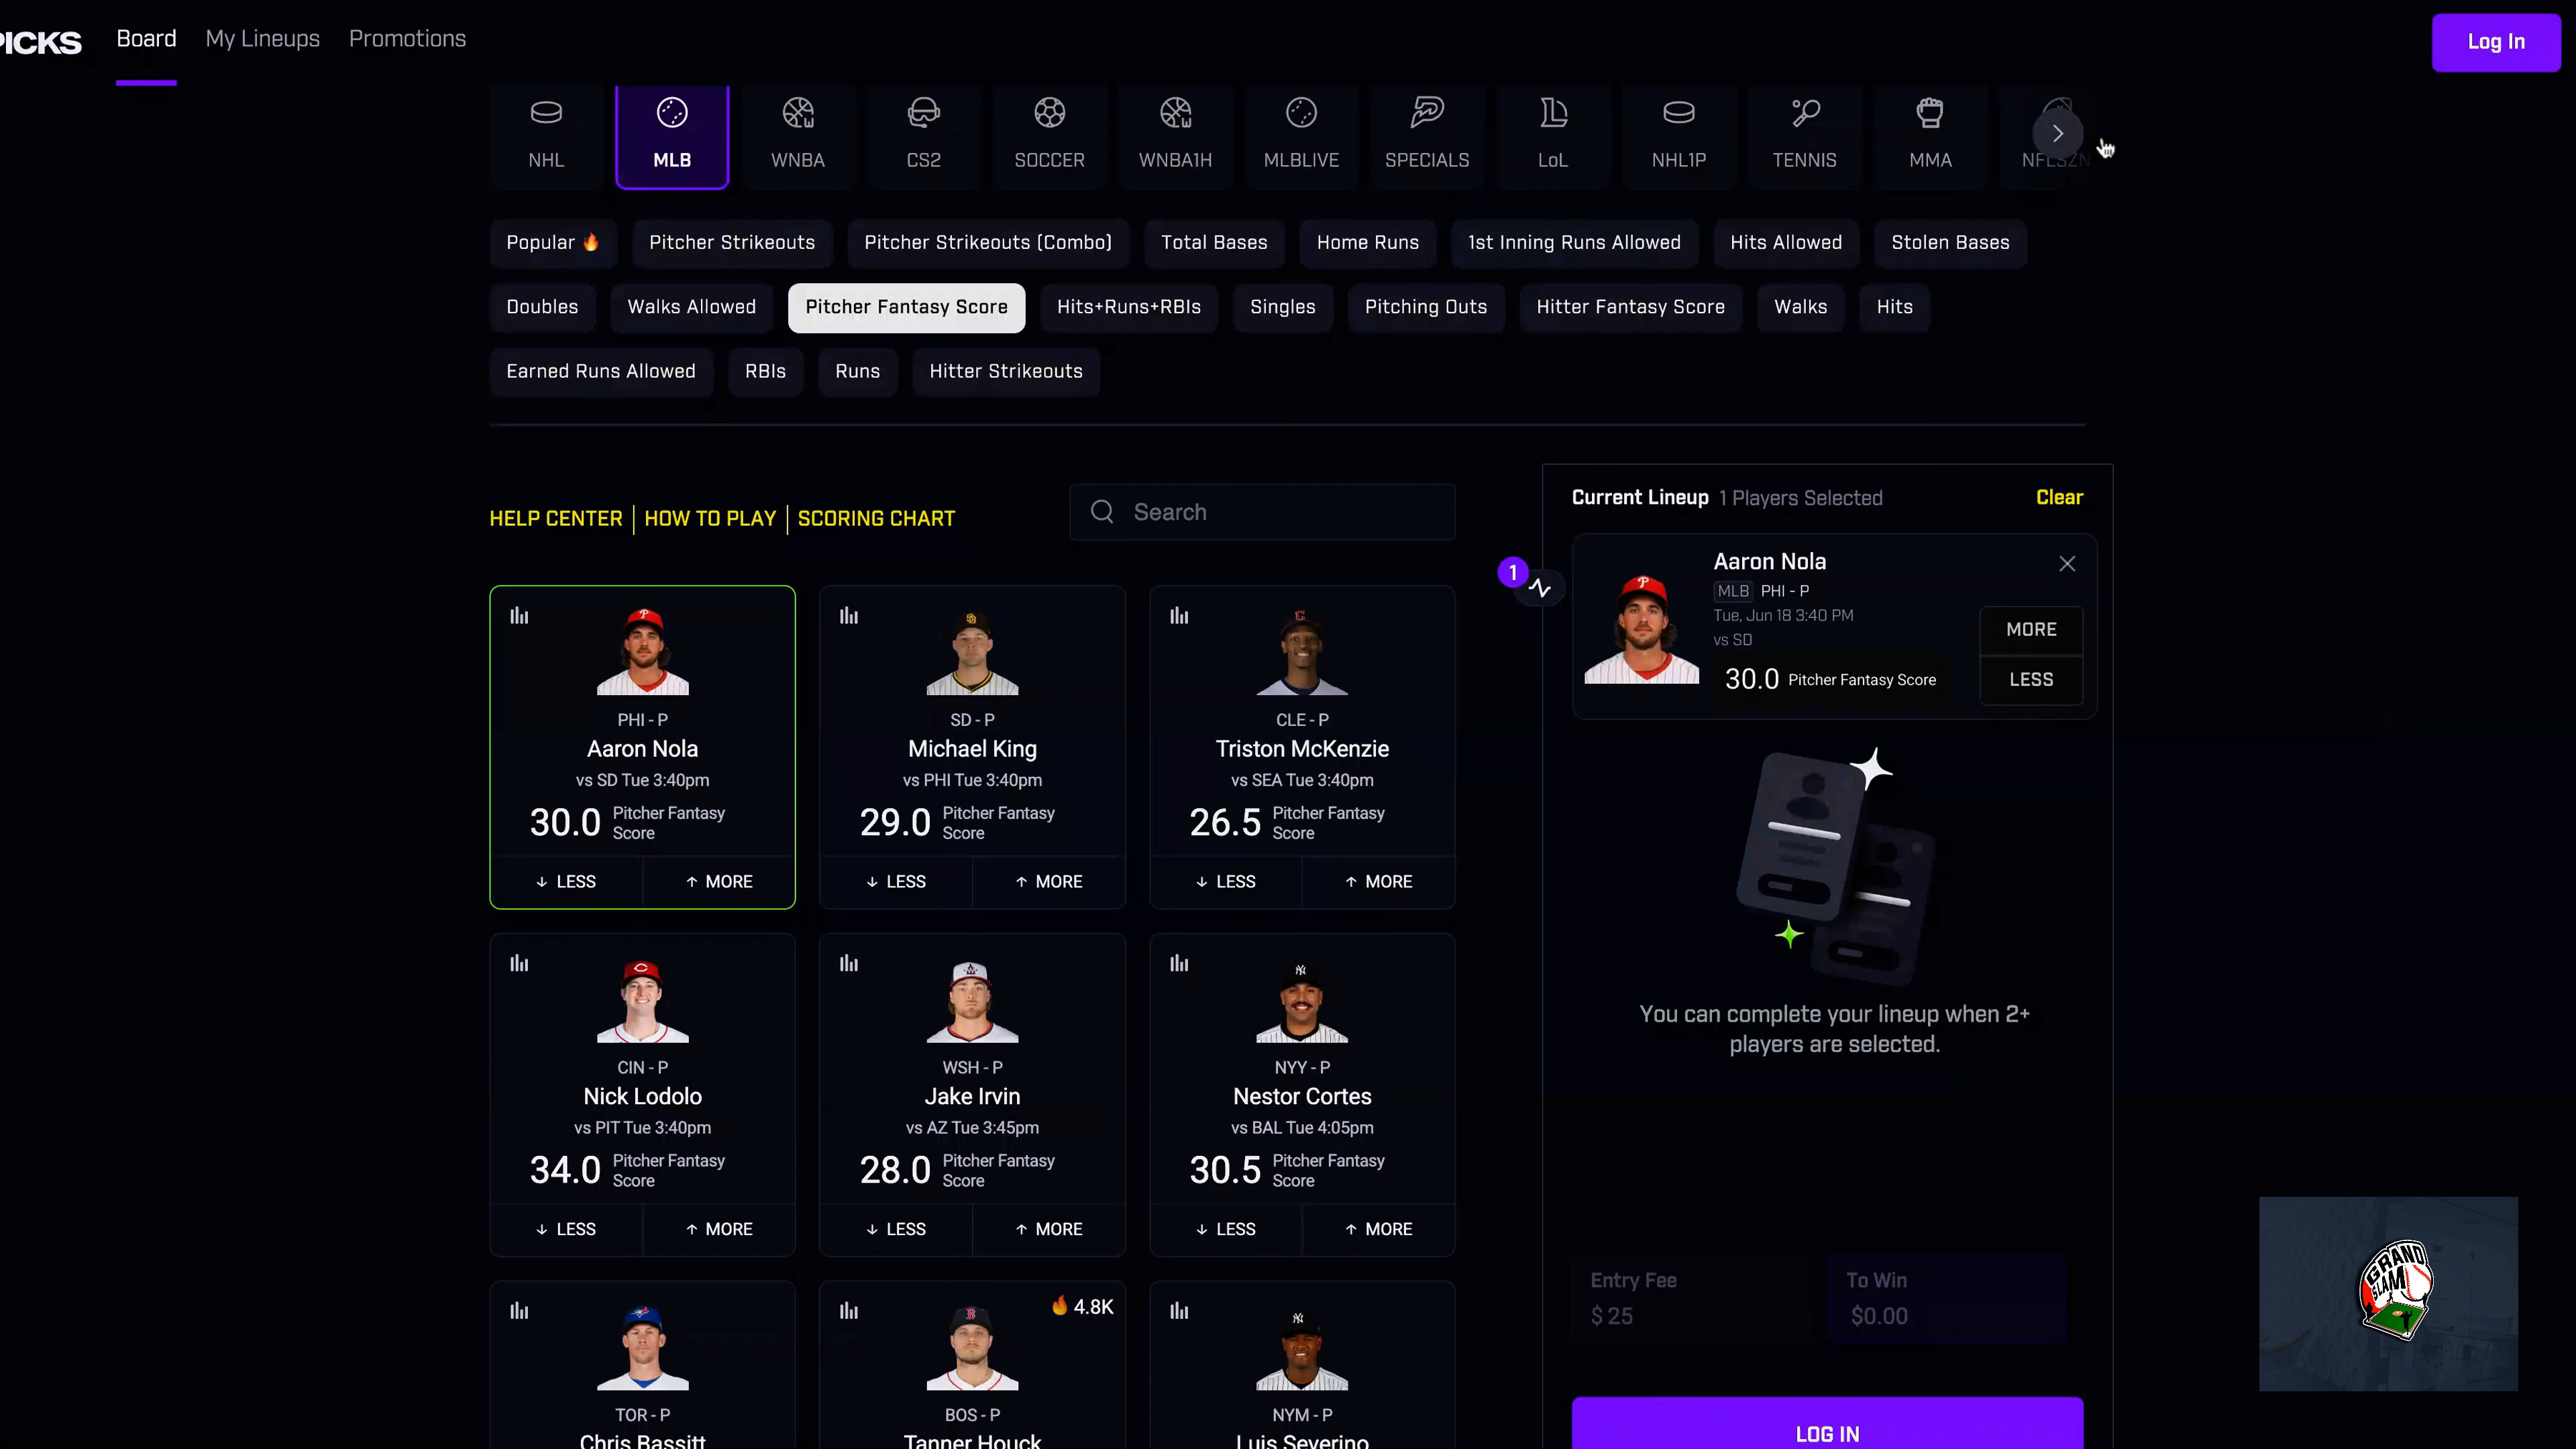 PICKS
Board
My Lineups
Promotions
Log In
NHL
MLB
WNBA
CS2
SOCCER
WNBA1H
MLBLIVE
SPECIALS
LoL
NHL1P
TENNIS
MMA
NFLSZN
Popular
Pitcher Strikeouts
Pitcher Strikeouts (Combo)
Total Bases
Home Runs
1st Inning Runs Allowed
Hits Allowed
Stolen Bases
Doubles
Walks Allowed
Pitcher Fantasy Score
Hits+Runs+RBIs
Singles
Pitching Outs
Hitter Fantasy Score
Walks
Hits
Earned Runs Allowed
RBIs
Runs
Hitter Strikeouts
HELP CENTER
HOW TO PLAY
SCORING CHART
Search
PHI - P
Aaron Nola
vs SD Tue 3:40pm
30.0 Pitcher Fantasy
Score
LESS
MORE
SD - P
Michael King
vs PHI Tue 3:40pm
29.0 Pitcher Fantasy
Score
LESS
MORE
CLE - P
Triston McKenzie
vs SEA Tue 3:40pm
26.5 Pitcher Fantasy
Score
LESS
MORE
CIN - P
Nick Lodolo
vs PIT Tue 3:40pm
34.0 Pitcher Fantasy
Score
LESS
MORE
WSH - P
Jake Irvin
vs AZ Tue 3:45pm
28.0 Pitcher Fantasy
Score
LESS
MORE
NYY - P
Nestor Cortes
vs BAL Tue 4:05pm
30.5 Pitcher Fantasy
Score
LESS
MORE
TOR - P
Chris Bassitt
4.8K
BOS - P
Tanner Houck
NYM - P
Luis Severino
Current Lineup 1 Players Selected
Clear
1
Aaron Nola
MLB PHI - P
Tue, Jun 18 3:40 PM
vs SD
30.0 Pitcher Fantasy Score
MORE
LESS
You can complete your lineup when 2+
players are selected.
Entry Fee
$ 25
To Win
$0.00
LOG IN
GRAND
SLAM